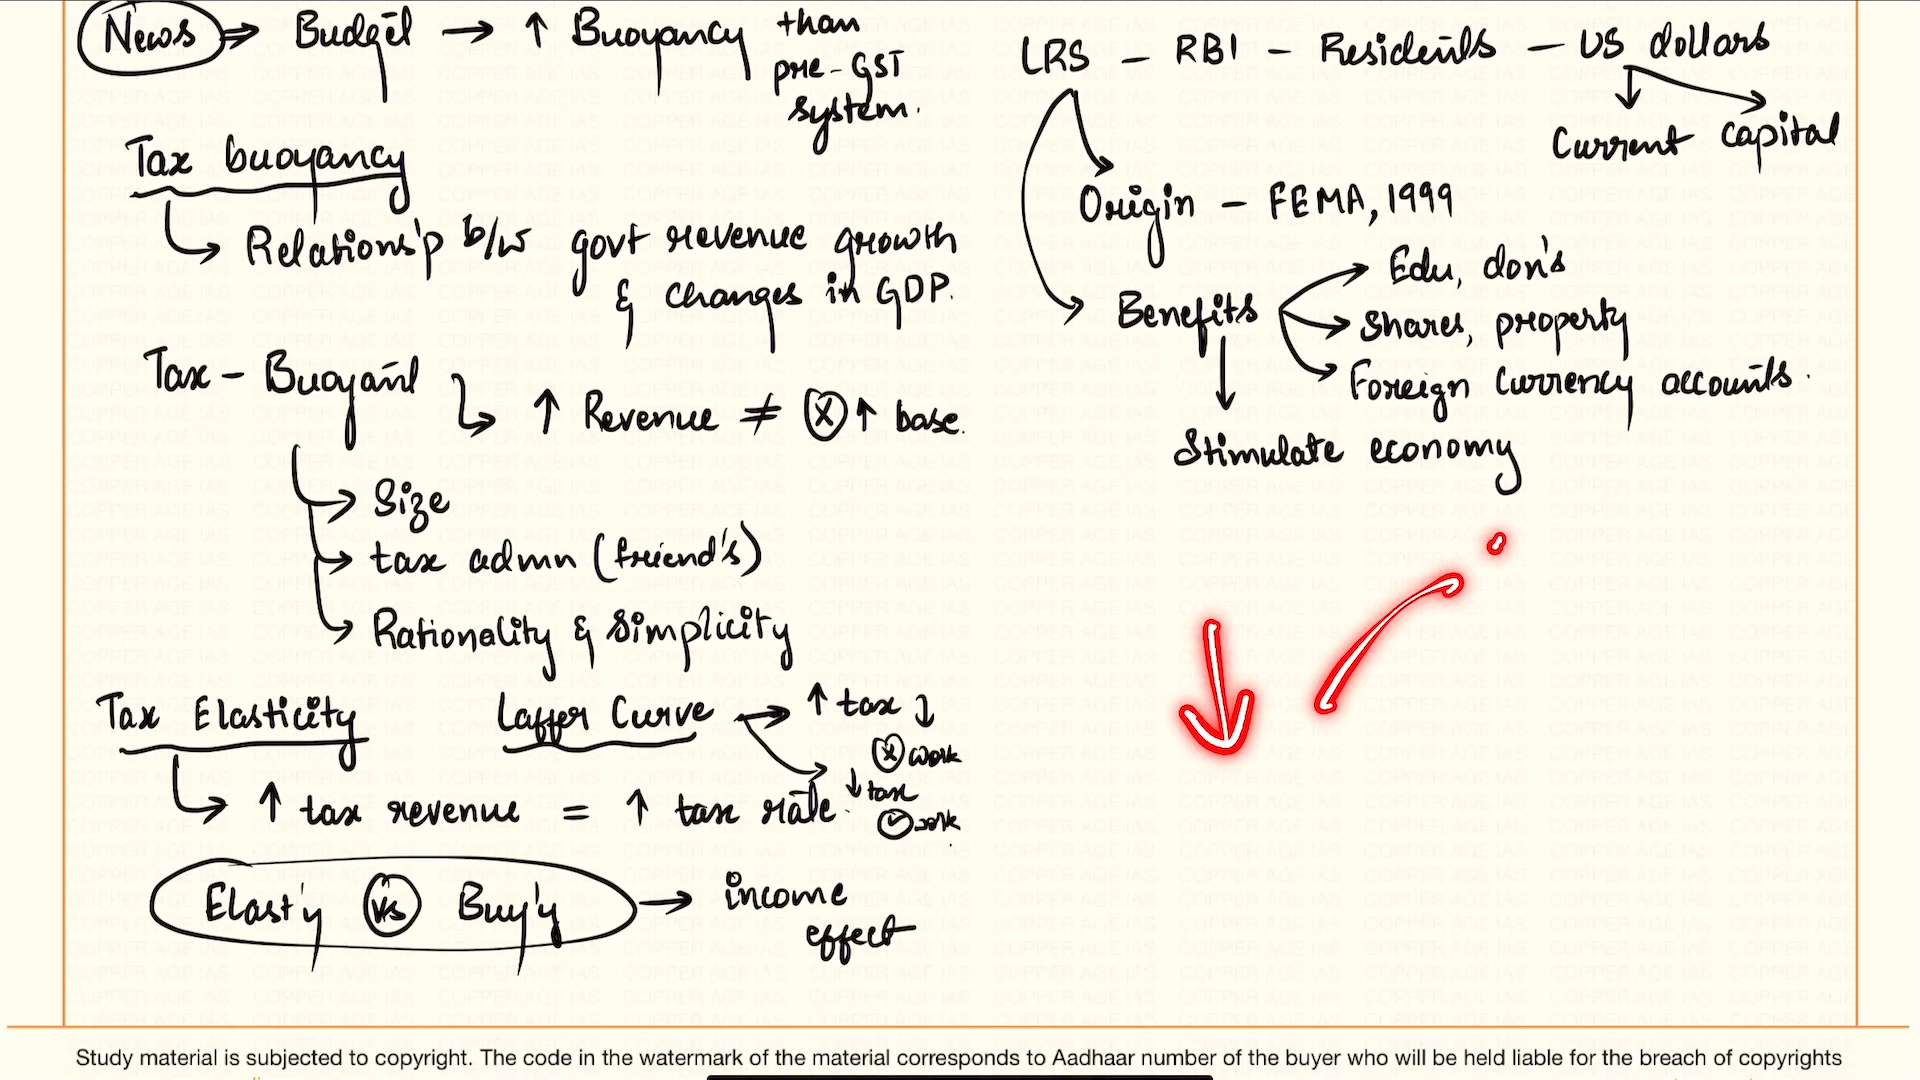 News ⇒ Budget → ↑ Buoyancy than
pre-GST
system.
Tax buoyancy
↳ Relations'p b/w govt revenue growth
& changes in GDP.
Tax - Buoyant
↳ ↑ Revenue ≠ ⓧ ↑ base.
→ Size
→ tax admn (friend's)
→ Rationality & Simplicity
Tax Elasticity
↳ ↑ tax revenue = ↑ tax rate.
Laffer Curve → ↑ tax
ⓧ work
↓ tax
work
Elast'y Vs Buy'y → income
effect
LRS - RBI - Residents - US dollars
Current capital
Origin - FEMA, 1999
Benefits
→ Edu, don's
→ Shares, property
→ Foreign Currency accounts.
Stimulate economy
Study material is subjected to copyright. The code in the watermark of the material corresponds to Aadhaar number of the buyer who will be held liable for the breach of copyrights
COPPER AGE IAS